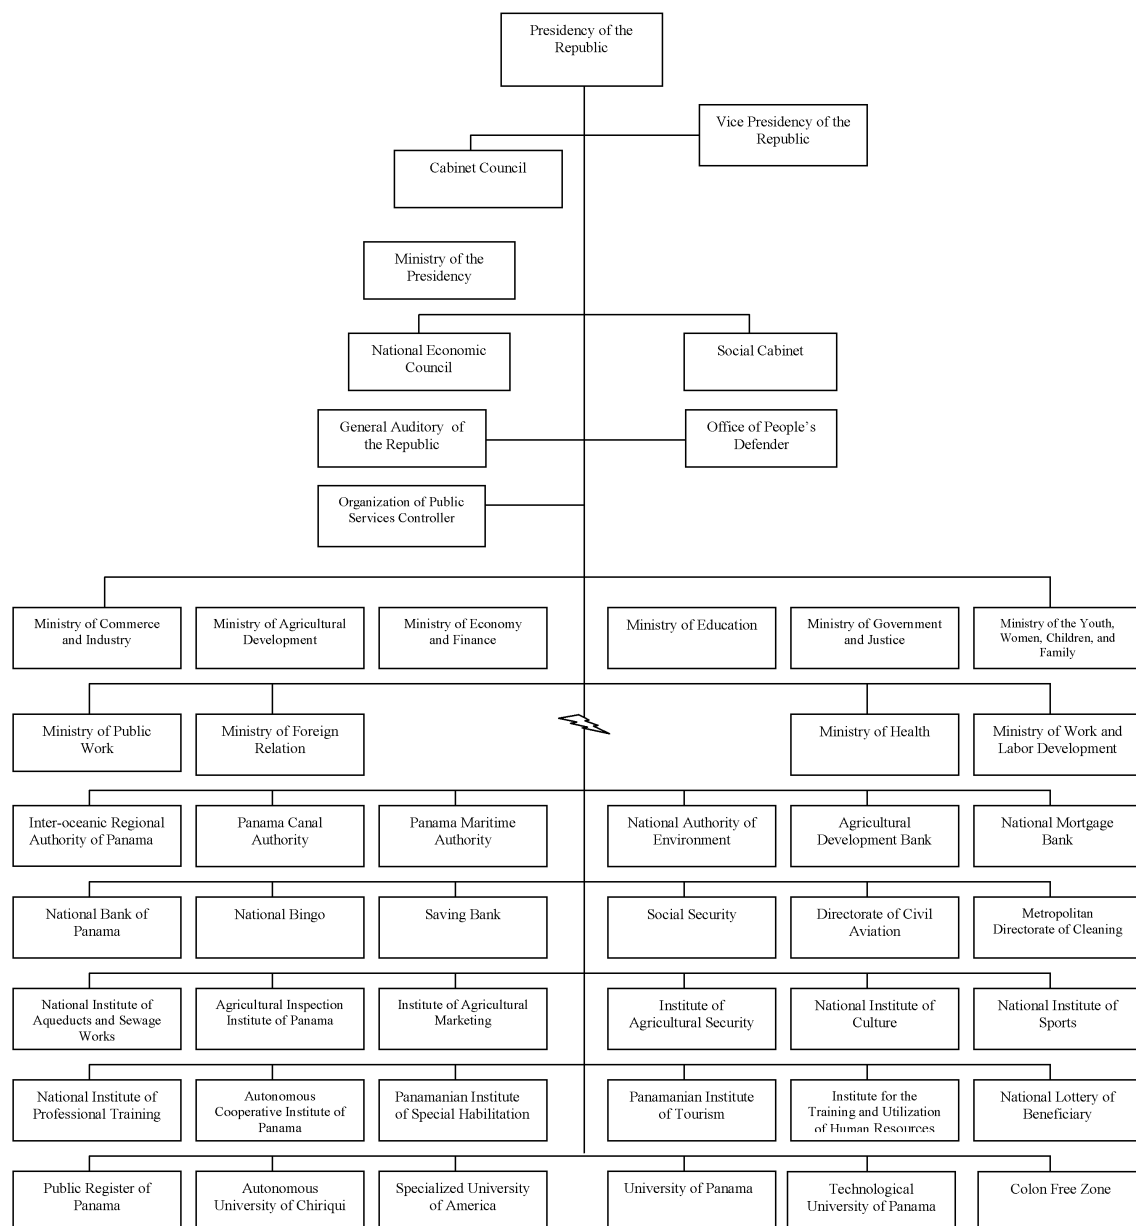 Presidency of the
Republic
Vice Presidency of the
Republic
Cabinet Council
Ministry of the
Presidency
National Economic
Council
Social Cabinet
General Auditory of
the Republic
Office of People's
Defender
Organization of Public
Services Controller
Ministry of Commerce
and Industry
Ministry of Agricultural
Development
Ministry of Economy
and Finance
Ministry of Education
Ministry of Government
and Justice
Ministry of the Youth,
Women, Children, and
Family
Ministry of Public
Work
Ministry of Foreign
Relation
Ministry of Health
Ministry of Work and
Labor Development
Inter-oceanic Regional
Authority of Panama
Panama Canal
Authority
Panama Maritime
Authority
National Authority of
Environment
Agricultural
Development Bank
National Mortgage
Bank
National Bank of
Panama
National Bingo
Saving Bank
Social Security
Directorate of Civil
Aviation
Metropolitan
Directorate of Cleaning
National Institute of
Aqueducts and Sewage
Works
Agricultural Inspection
Institute of Panama
Institute of Agricultural
Marketing
Institute of
Agricultural Security
National Institute of
Culture
National Institute of
Sports
National Institute of
Professional Training
Autonomous
Cooperative Institute of
Panama
Panamanian Institute
of Special Habilitation
Panamanian Institute
of Tourism
Institute for the
Training and Utilization
of Human Resources
National Lottery of
Beneficiary
Public Register of
Panama
Autonomous
University of Chiriqui
Specialized University
of America
University of Panama
Technological
University of Panama
Colon Free Zone